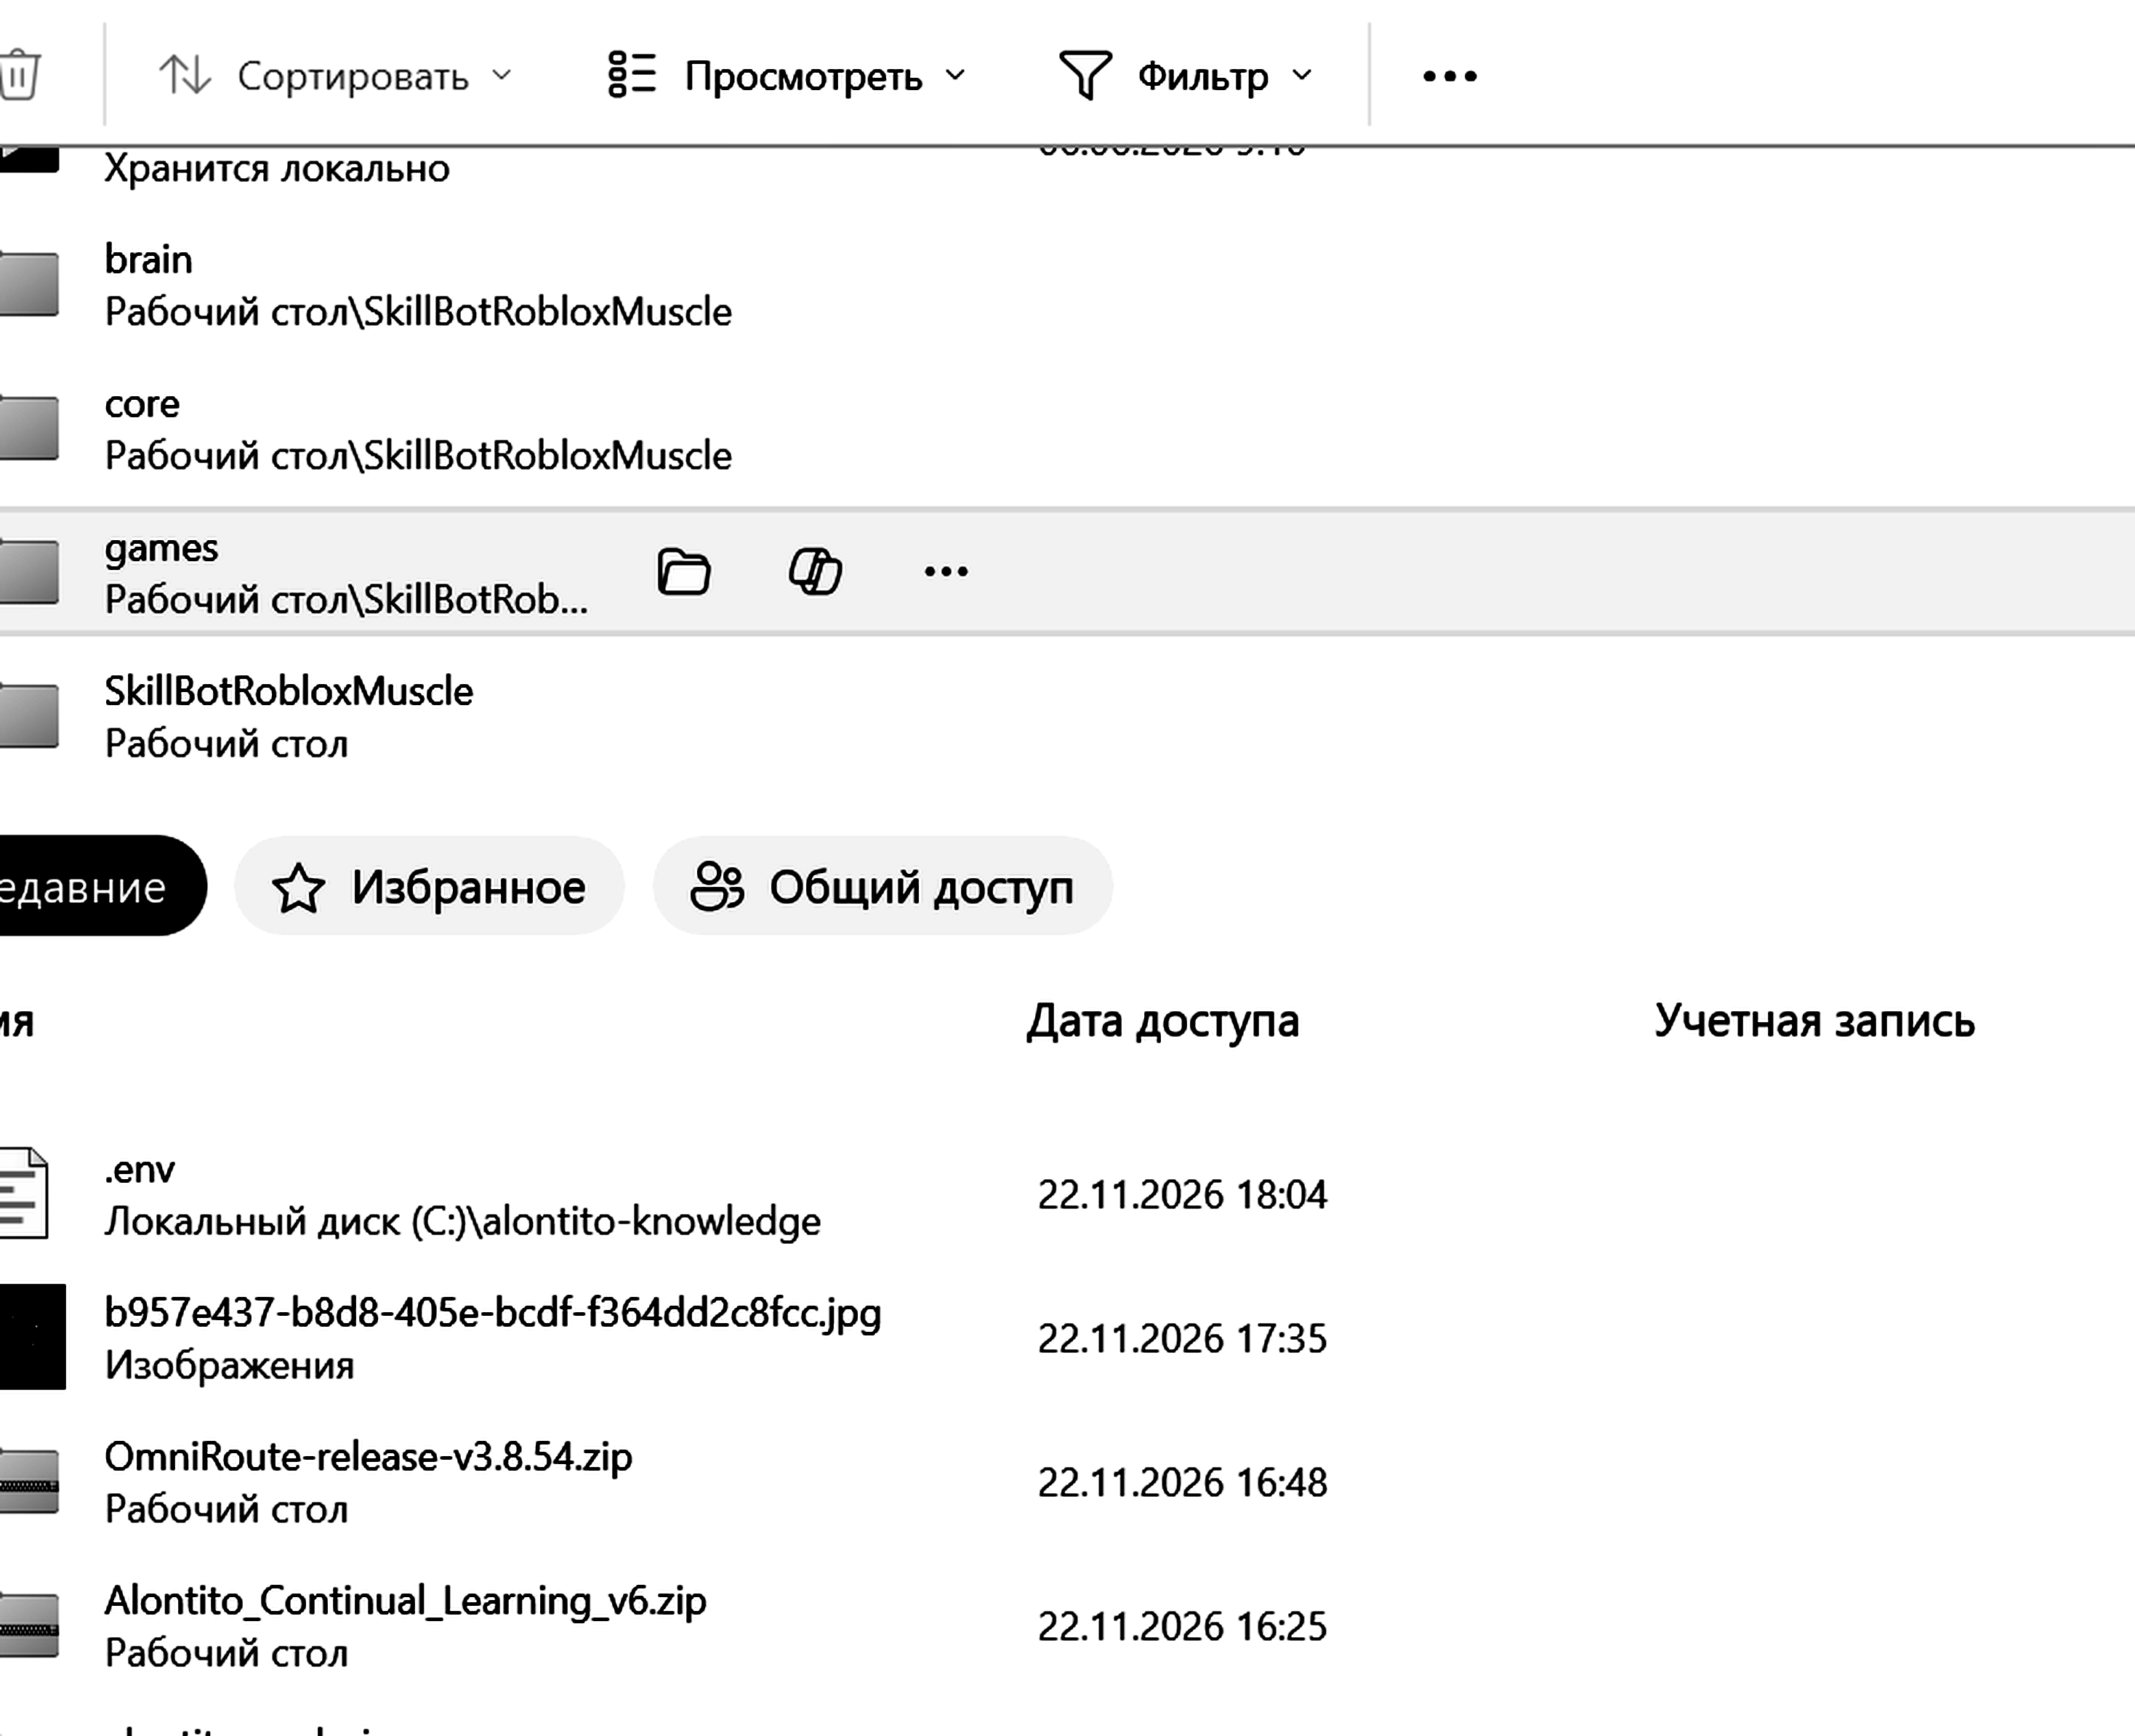 Сортировать Просмотреть Фильтр
Хранится локально
brain
Рабочий стол\SkillBotRobloxMuscle
core
Рабочий стол\SkillBotRobloxMuscle
games
Рабочий стол\SkillBotRob...
SkillBotRobloxMuscle
Рабочий стол
едавние Избранное Общий доступ
мя Дата доступа Учетная запись
.env
Локальный диск (C:)\alontito-knowledge
22.11.2026 18:04
b957e437-b8d8-405e-bcdf-f364dd2c8fcc.jpg
Изображения
22.11.2026 17:35
OmniRoute-release-v3.8.54.zip
Рабочий стол
22.11.2026 16:48
Alontito_Continual_Learning_v6.zip
Рабочий стол
22.11.2026 16:25